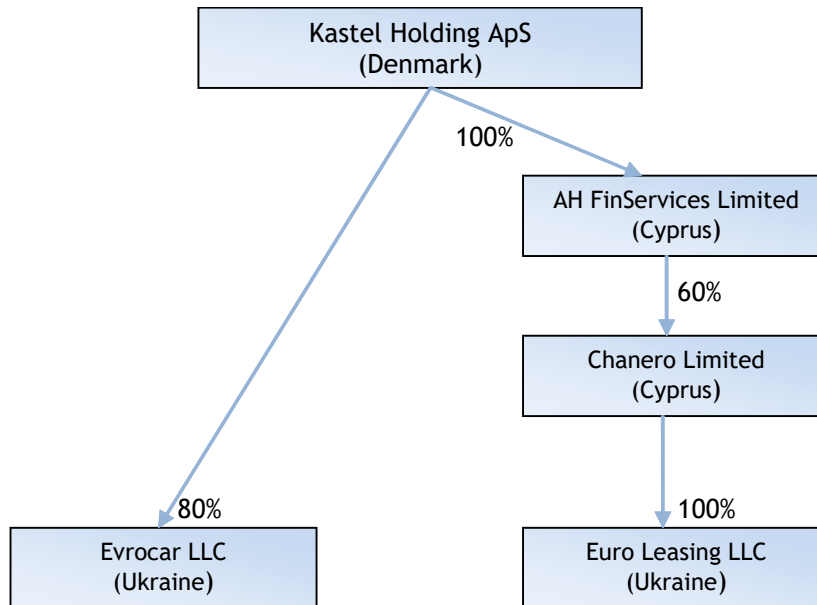 Kastel Holding ApS
(Denmark)
100%
AH FinServices Limited
(Cyprus)
60%
Chanero Limited
(Cyprus)
80%
100%
Evrocar LLC
(Ukraine)
Euro Leasing LLC
(Ukraine)